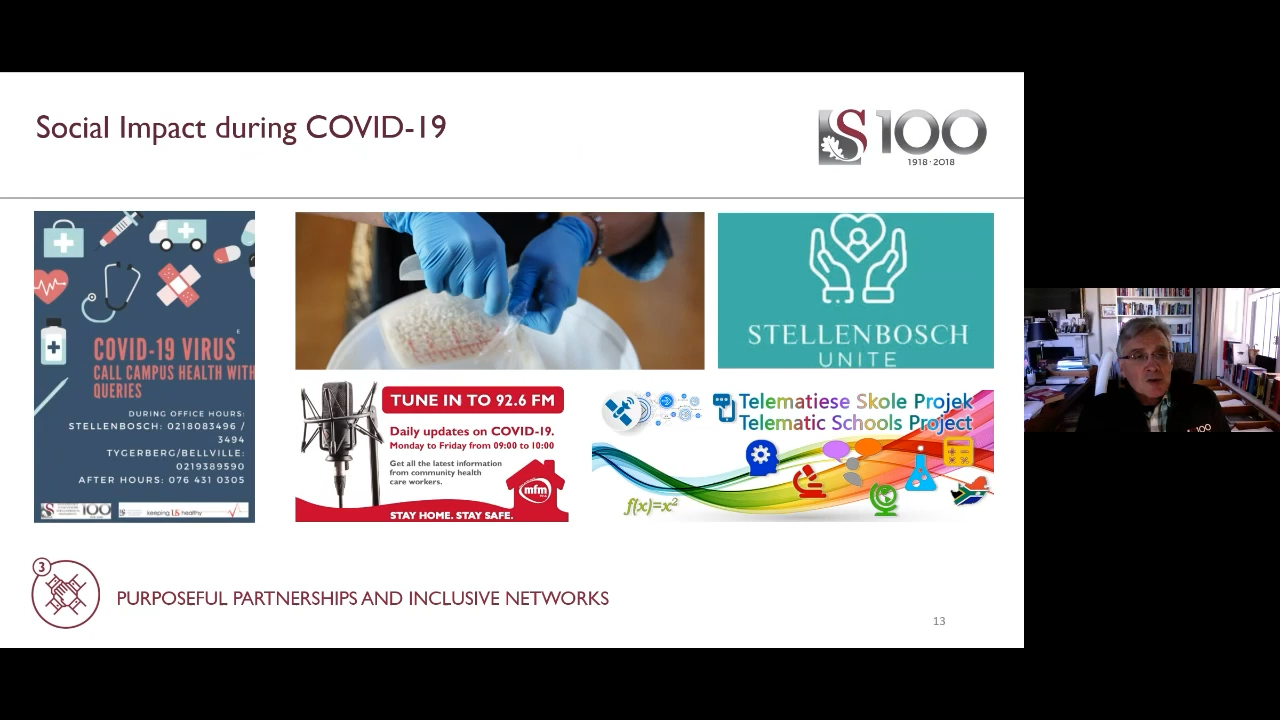 Social Impact during COVID-19
S100
1918·2018
COVID-19 VIRUS
CALL CAMPUS HEALTH WITH
QUERIES
DURING OFFICE HOURS:
STELLENBOSCH: 0218083496 /
3494
TYGERBERG/BELLVILLE:
0219389590
AFTER HOURS: 076 431 0305
100
keeping US healthy
STELLENBOSCH
UNITE
TUNE IN TO 92.6 FM
Daily updates on COVID-19.
Monday to Friday from 09:00 to 10:00
Get all the latest information
from community health
care workers.
mfm
STAY HOME. STAY SAFE.
Telematiese Skole Projek
Telematic Schools Project
f(x)=x²
3
PURPOSEFUL PARTNERSHIPS AND INCLUSIVE NETWORKS
13
100